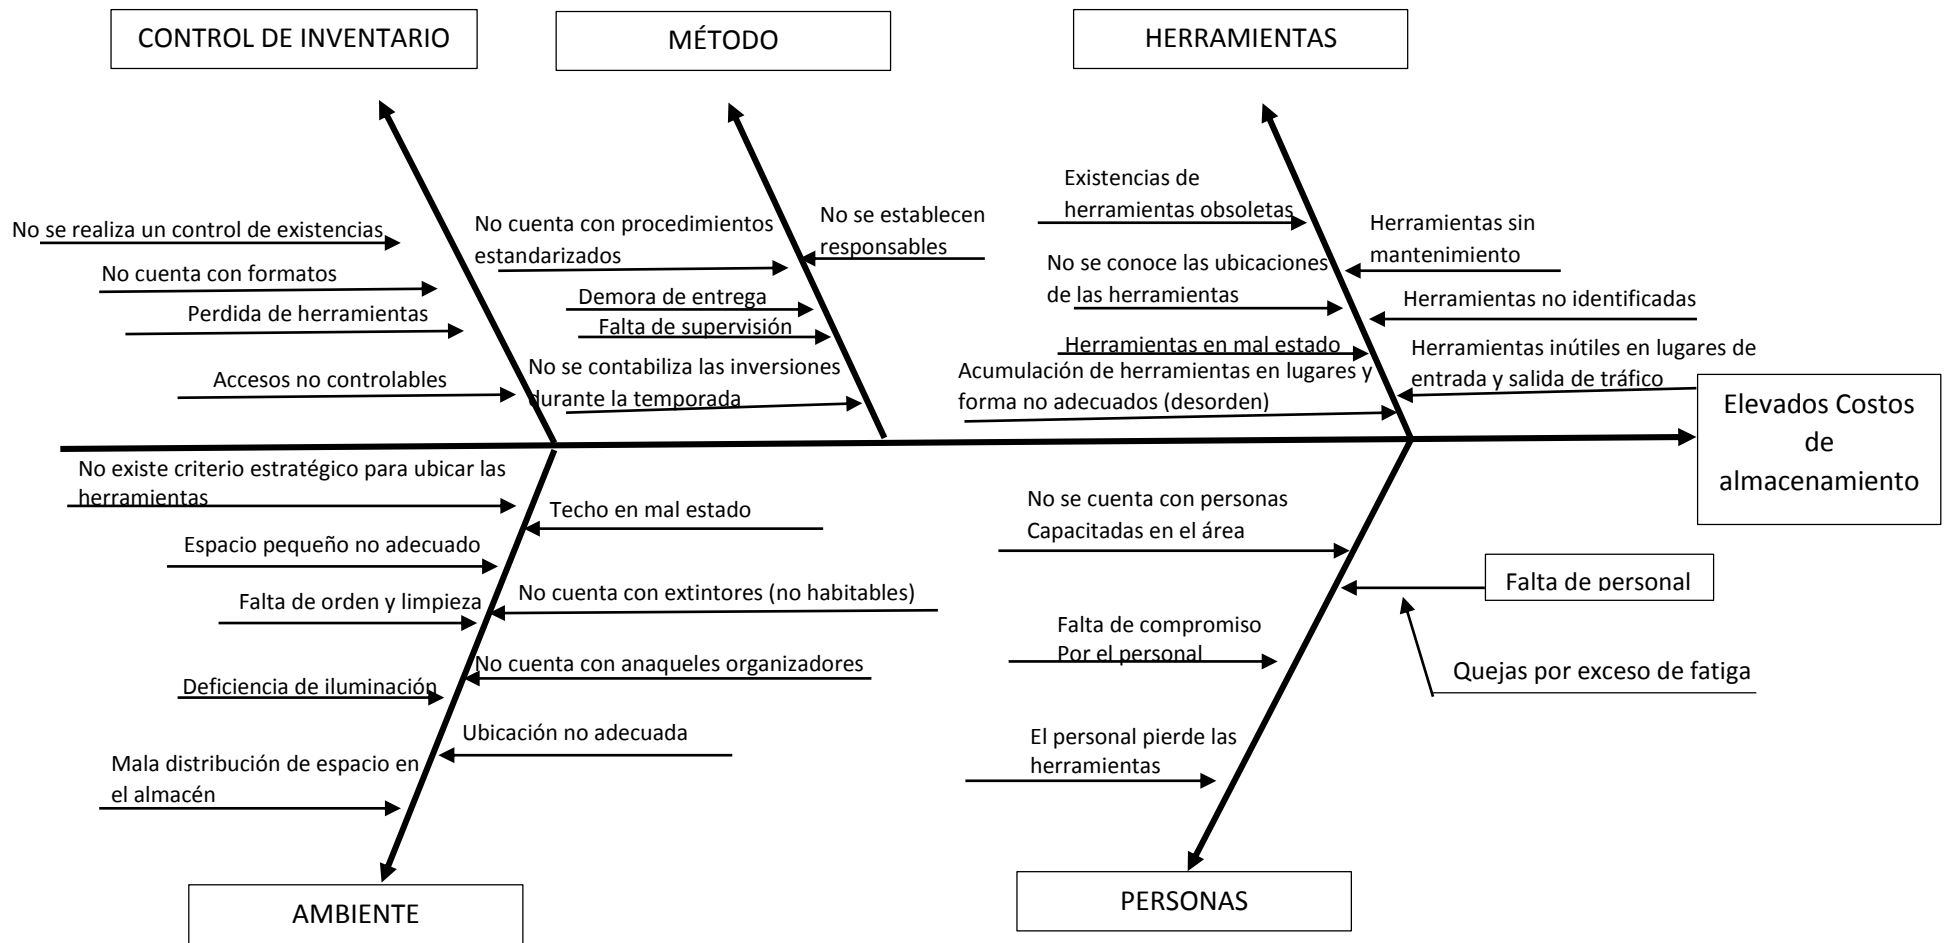 CONTROL DE INVENTARIO
MÉTODO
HERRAMIENTAS
No se realiza un control de existencias
No cuenta con formatos
Perdida de herramientas
Accesos no controlables
No cuenta con procedimientos
estandarizados
No se establecen
responsables
Demora de entrega
Falta de supervisión
No se contabiliza las inversiones
durante la temporada
Existencias de
herramientas obsoletas
No se conoce las ubicaciones
de las herramientas
Herramientas en mal estado
Acumulación de herramientas en lugares y
forma no adecuados (desorden)
Herramientas sin
mantenimiento
Herramientas no identificadas
Herramientas inútiles en lugares de
entrada y salida de tráfico
Elevados Costos
de
almacenamiento
No existe criterio estratégico para ubicar las
herramientas
Espacio pequeño no adecuado
Falta de orden y limpieza
Deficiencia de iluminación
Mala distribución de espacio en
el almacén
Techo en mal estado
No cuenta con extintores (no habitables)
No cuenta con anaqueles organizadores
Ubicación no adecuada
No se cuenta con personas
Capacitadas en el área
Falta de compromiso
Por el personal
El personal pierde las
herramientas
Falta de personal
Quejas por exceso de fatiga
AMBIENTE
PERSONAS